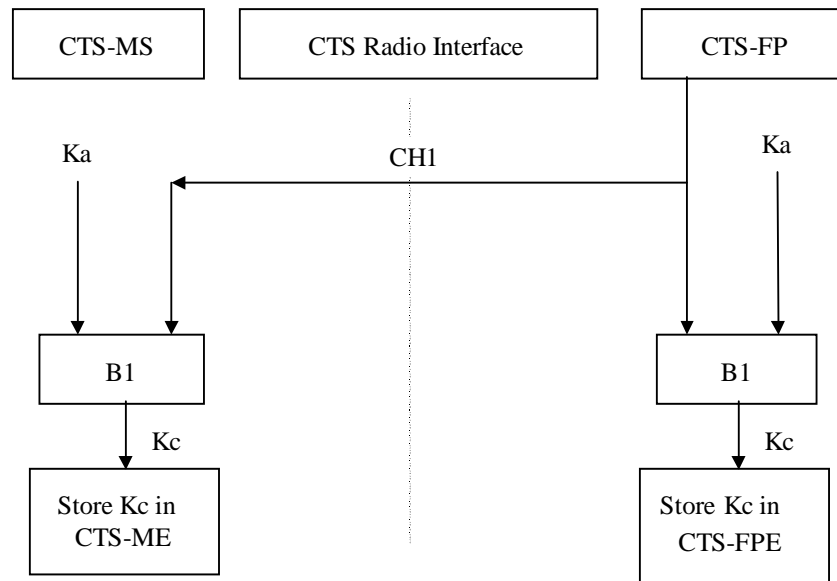 CTS-MS
CTS Radio Interface
CTS-FP
Ka
CH1
Ka
B1
B1
Kc
Kc
Store Kc in
CTS-ME
Store Kc in
CTS-FPE